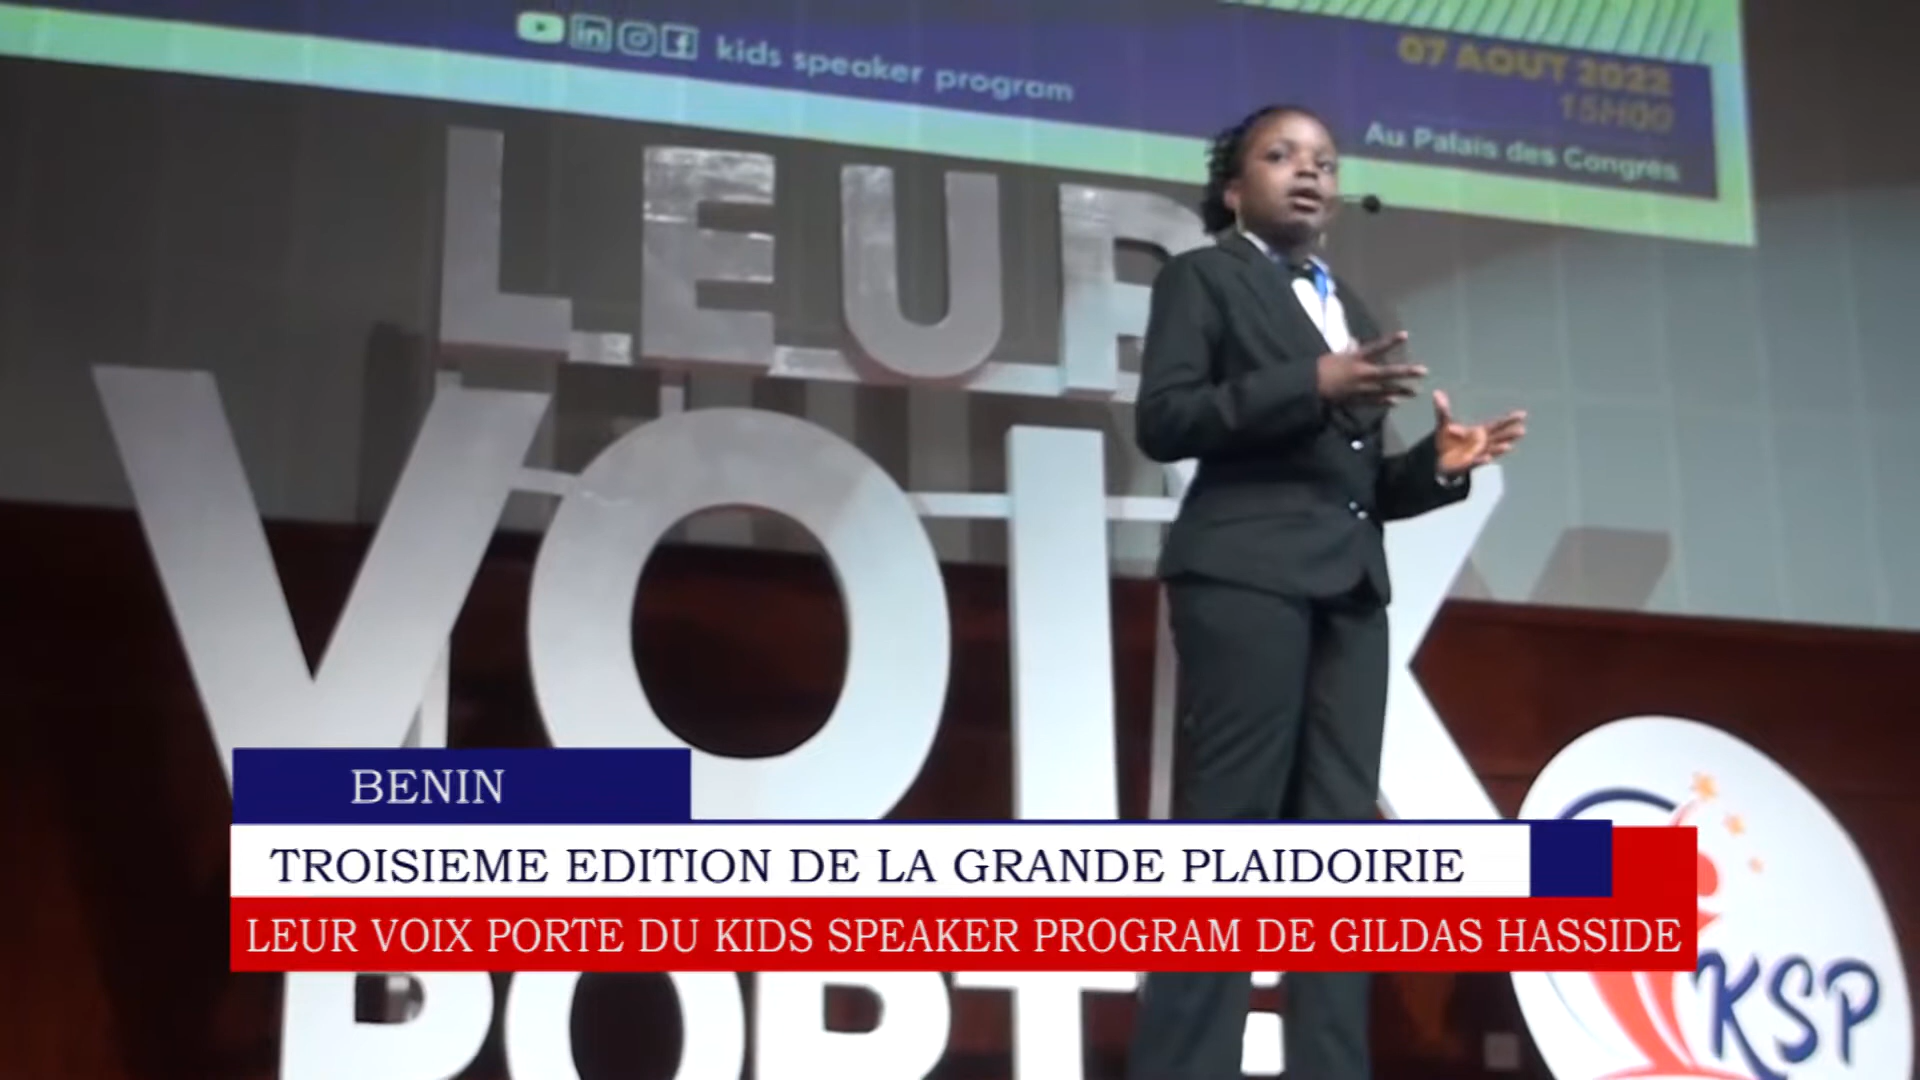 kids speaker program
07 AOUT 2022
15H00
Au Palais des Congrès
LEUR
VOIX
PORTE
BENIN
TROISIEME EDITION DE LA GRANDE PLAIDOIRIE
LEUR VOIX PORTE DU KIDS SPEAKER PROGRAM DE GILDAS HASSIDE
KSP